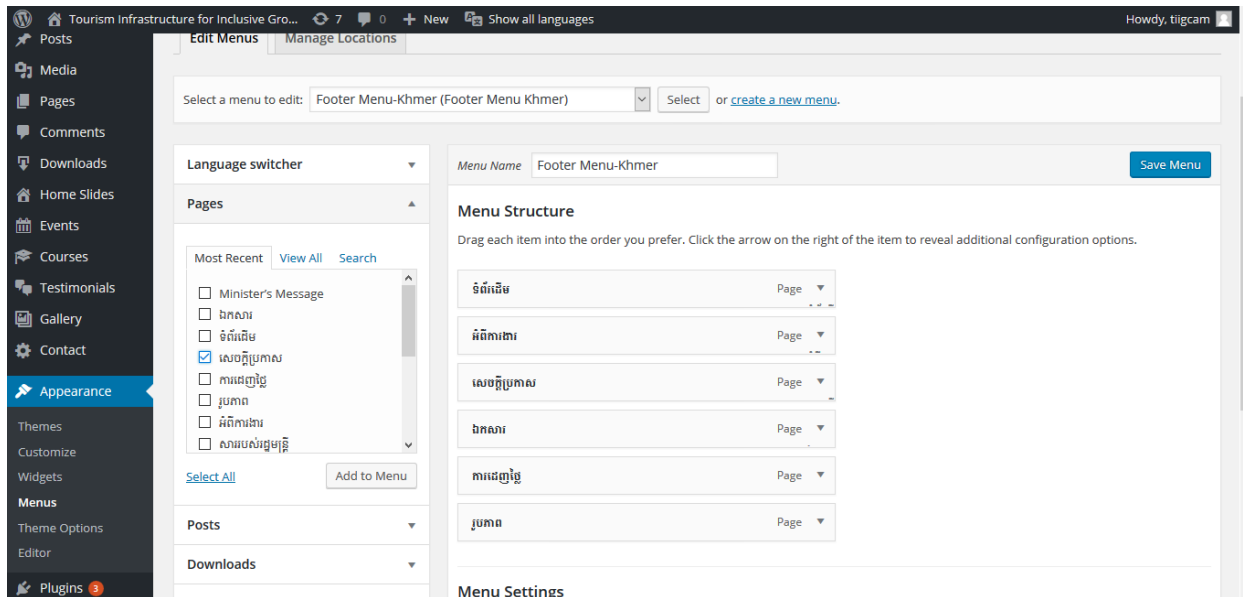 Tourism Infrastructure for Inclusive Gro... 7 0 New Show all languages Howdy, tiigcam
Posts
Media
Pages
Comments
Downloads
Home Slides
Events
Courses
Testimonials
Gallery
Contact
Appearance
Themes
Customize
Widgets
Menus
Theme Options
Editor
Plugins 3
Edit Menus Manage Locations
Select a menu to edit: Footer Menu-Khmer (Footer Menu Khmer) Select or create a new menu.
Language switcher
Pages
Most Recent View All Search
Minister's Message
ឯកសារ
ទំព័រដើម
សេចក្តីប្រកាស
ការដេញថ្លៃ
រូបភាព
អំពីការងារ
សាររបស់រដ្ឋមន្ត្រី
Select All Add to Menu
Posts
Downloads
Menu Name Footer Menu-Khmer Save Menu
Menu Structure
Drag each item into the order you prefer. Click the arrow on the right of the item to reveal additional configuration options.
ទំព័រដើម Page
អំពីការងារ Page
សេចក្តីប្រកាស Page
ឯកសារ Page
ការដេញថ្លៃ Page
រូបភាព Page
Menu Settings